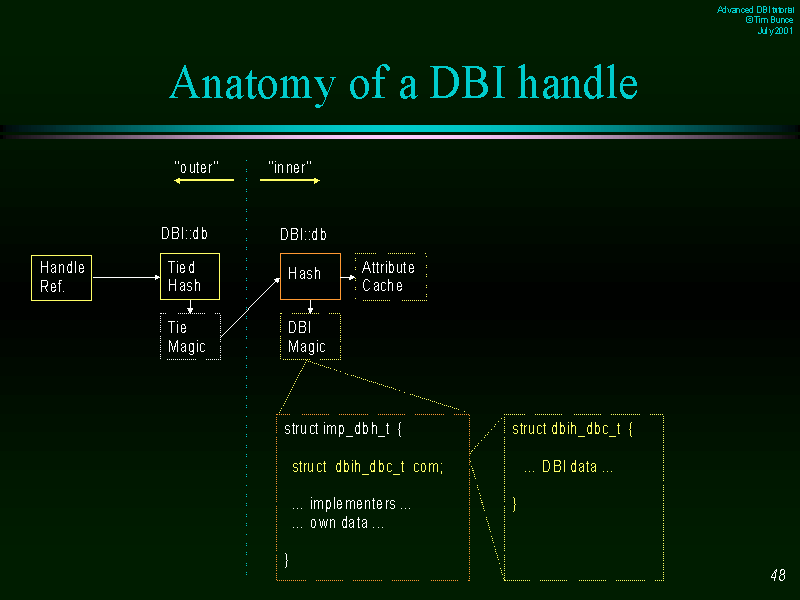 Advanced DBI tutorial
© Tim Bunce
July 2001
Anatomy of a DBI handle
"outer"
"inner"
DBI::db
DBI::db
Handle
Ref.
Tied
Hash
Hash
Attribute
Cache
Tie
Magic
DBI
Magic
struct imp_dbh_t {
struct dbih_dbc_t com;
... implementers ...
... own data ...
}
struct dbih_dbc_t {
... DBI data ...
}
48